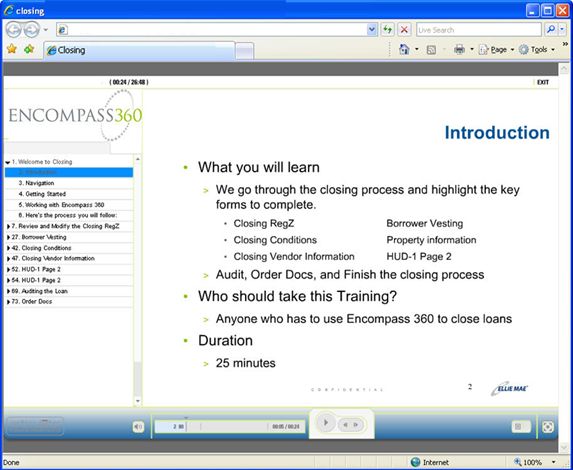 closing
Live Search
Closing
Page
Tools
( 00:24 / 26:48 )
EXIT
ENCOMPASS360
1. Welcome to Closing
2. Introduction
3. Navigation
4. Getting Started
5. Working with Encompass 360
6. Here's the process you will follow:
7. Review and Modify the Closing RegZ
27. Borrower Vesting
42. Closing Conditions
47. Closing Vendor Information
52. HUD-1 Page 2
54. HUD-1 Page 2
69. Auditing the Loan
73. Order Docs
Introduction
• What you will learn
> We go through the closing process and highlight the key
forms to complete.
• Closing RegZ Borrower Vesting
• Closing Conditions Property information
• Closing Vendor Information HUD-1 Page 2
> Audit, Order Docs, and Finish the closing process
• Who should take this Training?
> Anyone who has to use Encompass 360 to close loans
• Duration
> 25 minutes
CONFIDENTIAL
2
ELLIE MAE
00:05 / 00:24
Done
Internet
100%